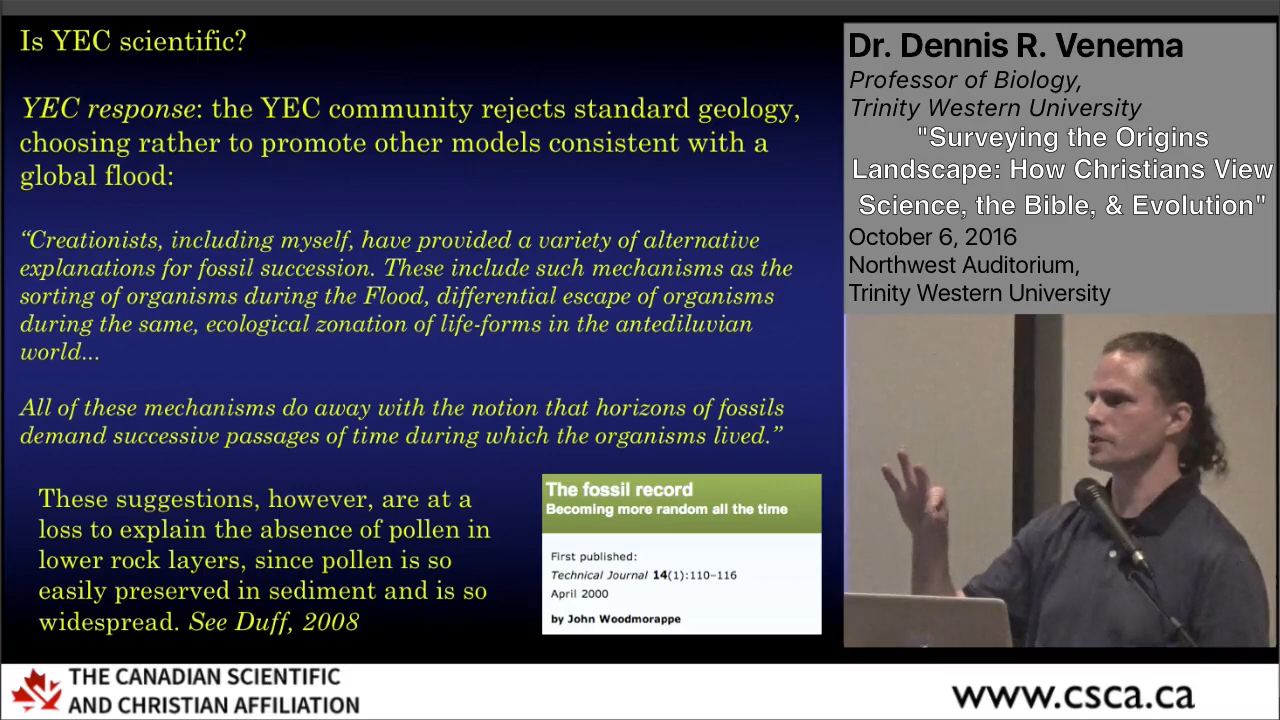 Is YEC scientific?
YEC response: the YEC community rejects standard geology,
choosing rather to promote other models consistent with a
global flood:
“Creationists, including myself, have provided a variety of alternative
explanations for fossil succession. These include such mechanisms as the
sorting of organisms during the Flood, differential escape of organisms
during the same, ecological zonation of life-forms in the antediluvian
world...
All of these mechanisms do away with the notion that horizons of fossils
demand successive passages of time during which the organisms lived.”
These suggestions, however, are at a
loss to explain the absence of pollen in
lower rock layers, since pollen is so
easily preserved in sediment and is so
widespread. See Duff, 2008
The fossil record
Becoming more random all the time
First published:
Technical Journal 14(1):110–116
April 2000
by John Woodmorappe
Dr. Dennis R. Venema
Professor of Biology,
Trinity Western University
"Surveying the Origins
Landscape: How Christians View
Science, the Bible, & Evolution"
October 6, 2016
Northwest Auditorium,
Trinity Western University
THE CANADIAN SCIENTIFIC
AND CHRISTIAN AFFILIATION
www.csca.ca